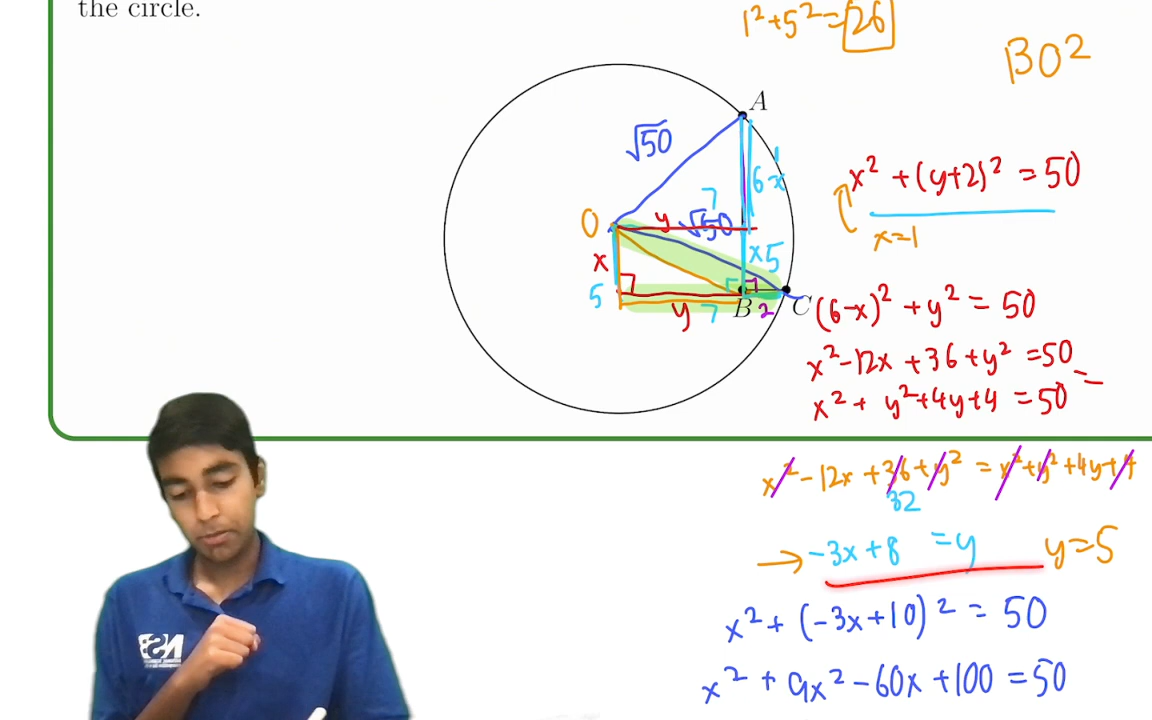 the circle.
1²+5²=26
BO²
A
√50
6-x
1
7
x² + (y+2)² = 50
O
y
√50
x=1
x
x5
5
y 7
B
2
C
(6-x)² + y² = 50
x²-12x +36+y² =50
=
x²+ y²+4y+4 =50
x² -12x +36+y² = x²+y²+4y+4
32
→ -3x+8 =y y=5
x²+ (-3x+10)² = 50
x² + 9x²-60x+100 =50